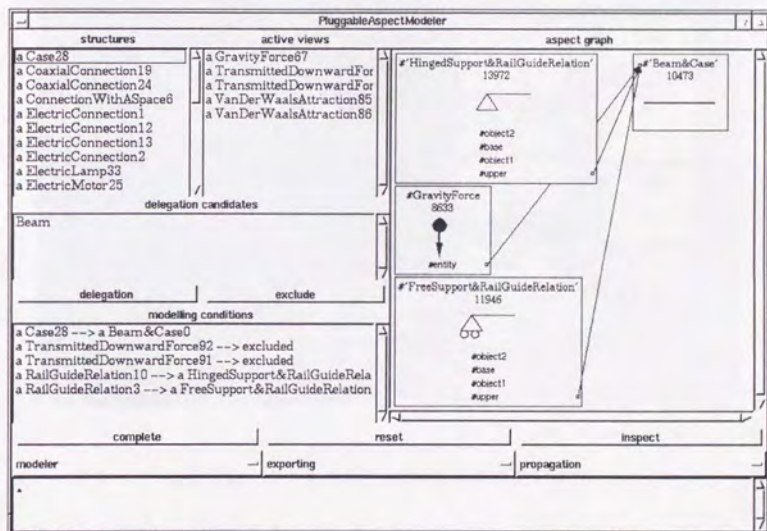 PluggableAspectModeler
structures
a Case28
a CoaxialConnection19
a CoaxialConnection24
a ConnectionWithASpace6
a ElectricConnection1
a ElectricConnection12
a ElectricConnection13
a ElectricConnection2
a ElectricLamp33
a ElectricMotor25
active views
a GravityForce67
a TransmittedDownwardFor
a TransmittedDownwardFor
a VanDerWaalsAttraction85
a VanDerWaalsAttraction86
delegation candidates
Beam
delegation
exclude
modelling conditions
a Case28 --> a Beam&Case0
a TransmittedDownwardForce92 --> excluded
a TransmittedDownwardForce91 --> excluded
a RailGuideRelation10 --> a HingedSupport&RailGuideRela
a RailGuideRelation3 --> a FreeSupport&RailGuideRelation
aspect graph
#'HingedSupport&RailGuideRelation'
13972
#object2
#base
#object1
#upper
#'Beam&Case'
10473
#GravityForce
8633
#entity
#'FreeSupport&RailGuideRelation'
11946
#object2
#base
#object1
#upper
complete
reset
inspect
modeler
exporting
propagation